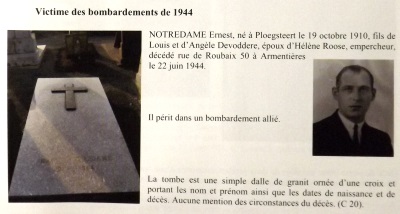 Victime des bombardements de 1944
NOTREDAME Ernest, né à Ploegsteert le 19 octobre 1910, fils de
Louis et d'Angèle Devoddere, époux d'Hélène Roose, empercheur,
décédé rue de Roubaix 50 à Armentières
le 22 juin 1944.
Il périt dans un bombardement allié.
La tombe est une simple dalle de granit ornée d'une croix et
portant les nom et prénom ainsi que les dates de naissance et de
décès. Aucune mention des circonstances du décès. (C 20).